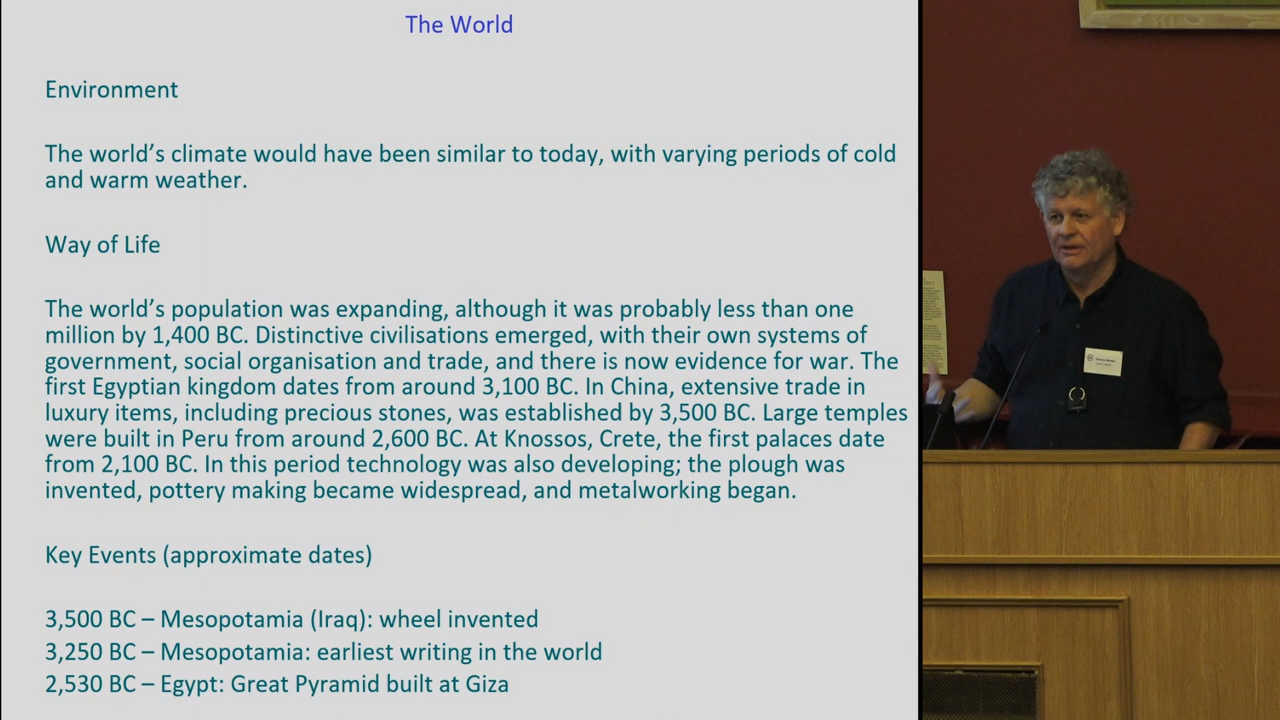 The World
Environment
The world’s climate would have been similar to today, with varying periods of cold
and warm weather.
Way of Life
The world’s population was expanding, although it was probably less than one
million by 1,400 BC. Distinctive civilisations emerged, with their own systems of
government, social organisation and trade, and there is now evidence for war. The
first Egyptian kingdom dates from around 3,100 BC. In China, extensive trade in
luxury items, including precious stones, was established by 3,500 BC. Large temples
were built in Peru from around 2,600 BC. At Knossos, Crete, the first palaces date
from 2,100 BC. In this period technology was also developing; the plough was
invented, pottery making became widespread, and metalworking began.
Key Events (approximate dates)
3,500 BC – Mesopotamia (Iraq): wheel invented
3,250 BC – Mesopotamia: earliest writing in the world
2,530 BC – Egypt: Great Pyramid built at Giza